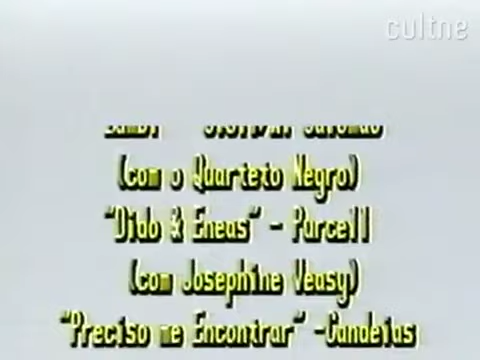 cultne
(com o Quarteto Negro)
"Dido & Eneas" - Purcell
(com Josephine Veasy)
"Preciso me Encontrar" -Candeias